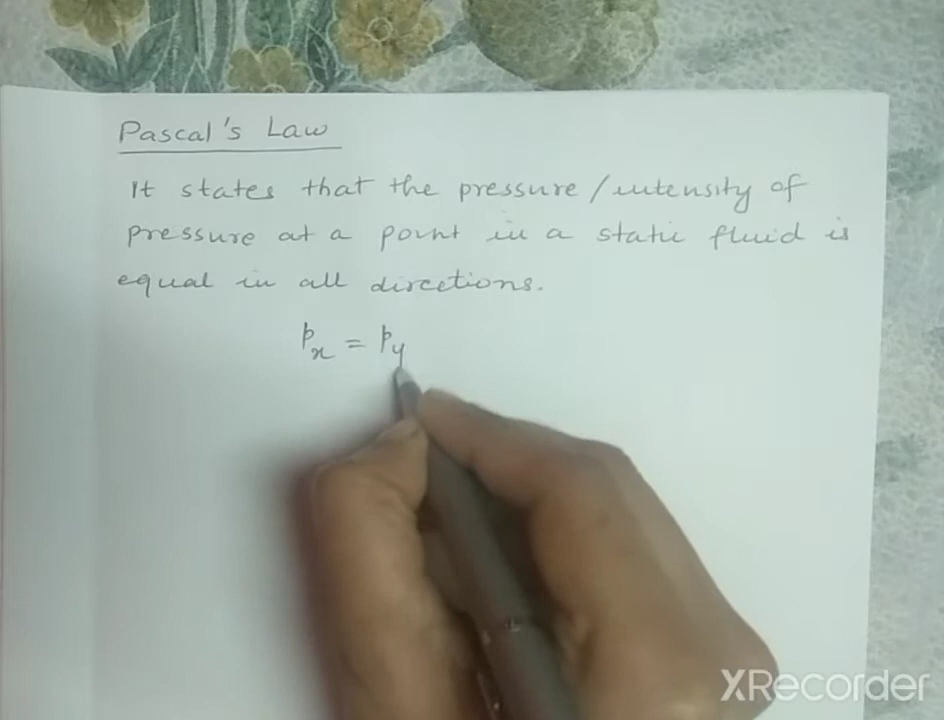 Pascal's Law
It states that the pressure/intensity of
pressure at a point in a static fluid is
equal in all directions.
Px = Py
XRecorder